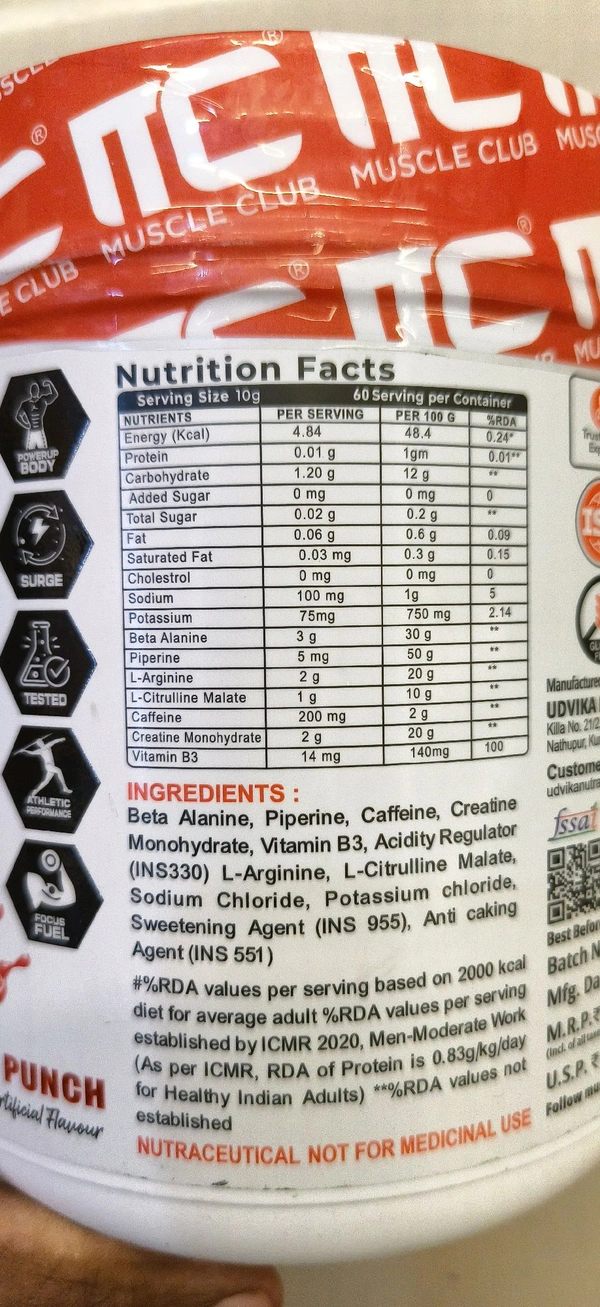 MUSCLE CLUB
MUSCLE CLUB
MUSCLE CLUB
Nutrition Facts
Serving Size 10g 60 Serving per Container
NUTRIENTS PER SERVING PER 100 G %RDA
Energy (Kcal) 4.84 48.4 0.24*
Protein 0.01 g 1gm 0.01**
Carbohydrate 1.20 g 12 g **
Added Sugar 0 mg 0 mg 0
Total Sugar 0.02 g 0.2 g **
Fat 0.06 g 0.6 g 0.09
Saturated Fat 0.03 mg 0.3 g 0.15
Cholestrol 0 mg 0 mg 0
Sodium 100 mg 1g 5
Potassium 75mg 750 mg 2.14
Beta Alanine 3 g 30 g **
Piperine 5 mg 50 g **
L-Arginine 2 g 20 g **
L-Citrulline Malate 1 g 10 g **
Caffeine 200 mg 2 g **
Creatine Monohydrate 2 g 20 g **
Vitamin B3 14 mg 140mg 100
INGREDIENTS :
Beta Alanine, Piperine, Caffeine, Creatine
Monohydrate, Vitamin B3, Acidity Regulator
(INS330) L-Arginine, L-Citrulline Malate,
Sodium Chloride, Potassium chloride,
Sweetening Agent (INS 955), Anti caking
Agent (INS 551)
#%RDA values per serving based on 2000 kcal
diet for average adult %RDA values per serving
established by ICMR 2020, Men-Moderate Work
(As per ICMR, RDA of Protein is 0.83g/kg/day
for Healthy Indian Adults) **%RDA values not
established
NUTRACEUTICAL NOT FOR MEDICINAL USE
POWERUP
BODY
SURGE
TESTED
ATHLETIC
PERFORMANCE
FOCUS
FUEL
PUNCH
Flavour
UDVIKA
Killa No. 21/2
Nathupur,
fssai
Best
Batch
Mfg.
M.R.P.₹
U.S.P. ₹
Follow